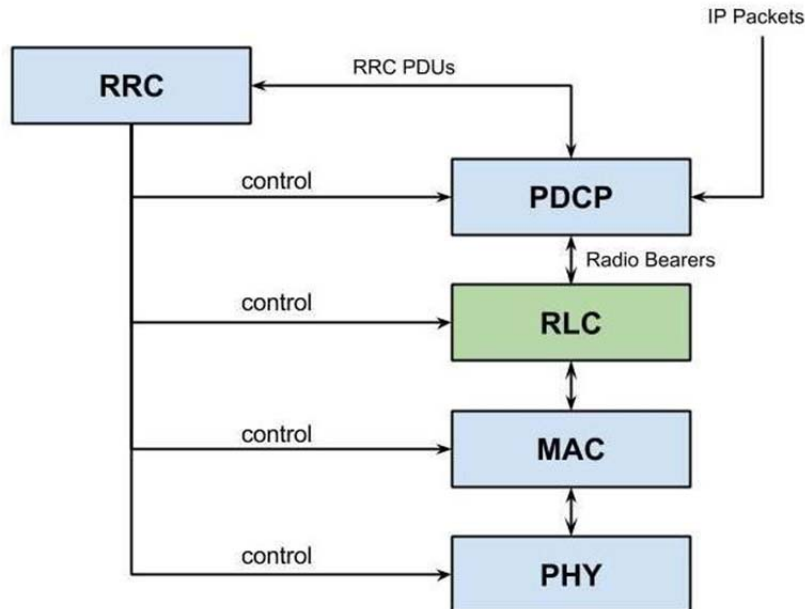 IP Packets
RRC
RRC PDUs
control
PDCP
Radio Bearers
control
RLC
control
MAC
control
PHY